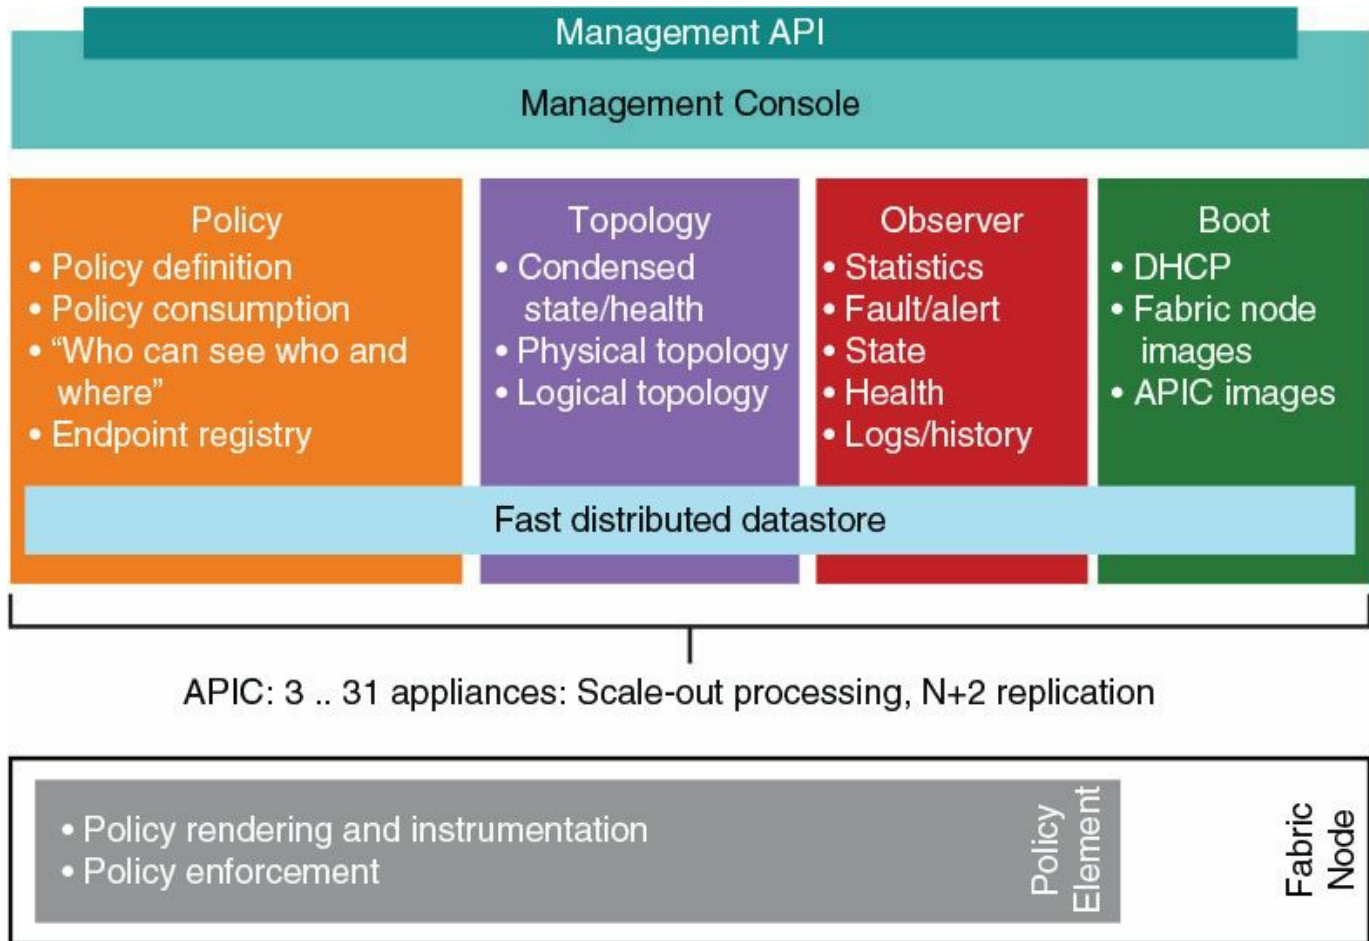 Management API
Management Console
Policy
• Policy definition
• Policy consumption
• “Who can see who and
where”
• Endpoint registry
Topology
• Condensed
state/health
• Physical topology
• Logical topology
Observer
• Statistics
• Fault/alert
• State
• Health
• Logs/history
Boot
• DHCP
• Fabric node
images
• APIC images
Fast distributed datastore
APIC: 3 .. 31 appliances: Scale-out processing, N+2 replication
• Policy rendering and instrumentation
• Policy enforcement
Policy
Element
Fabric
Node